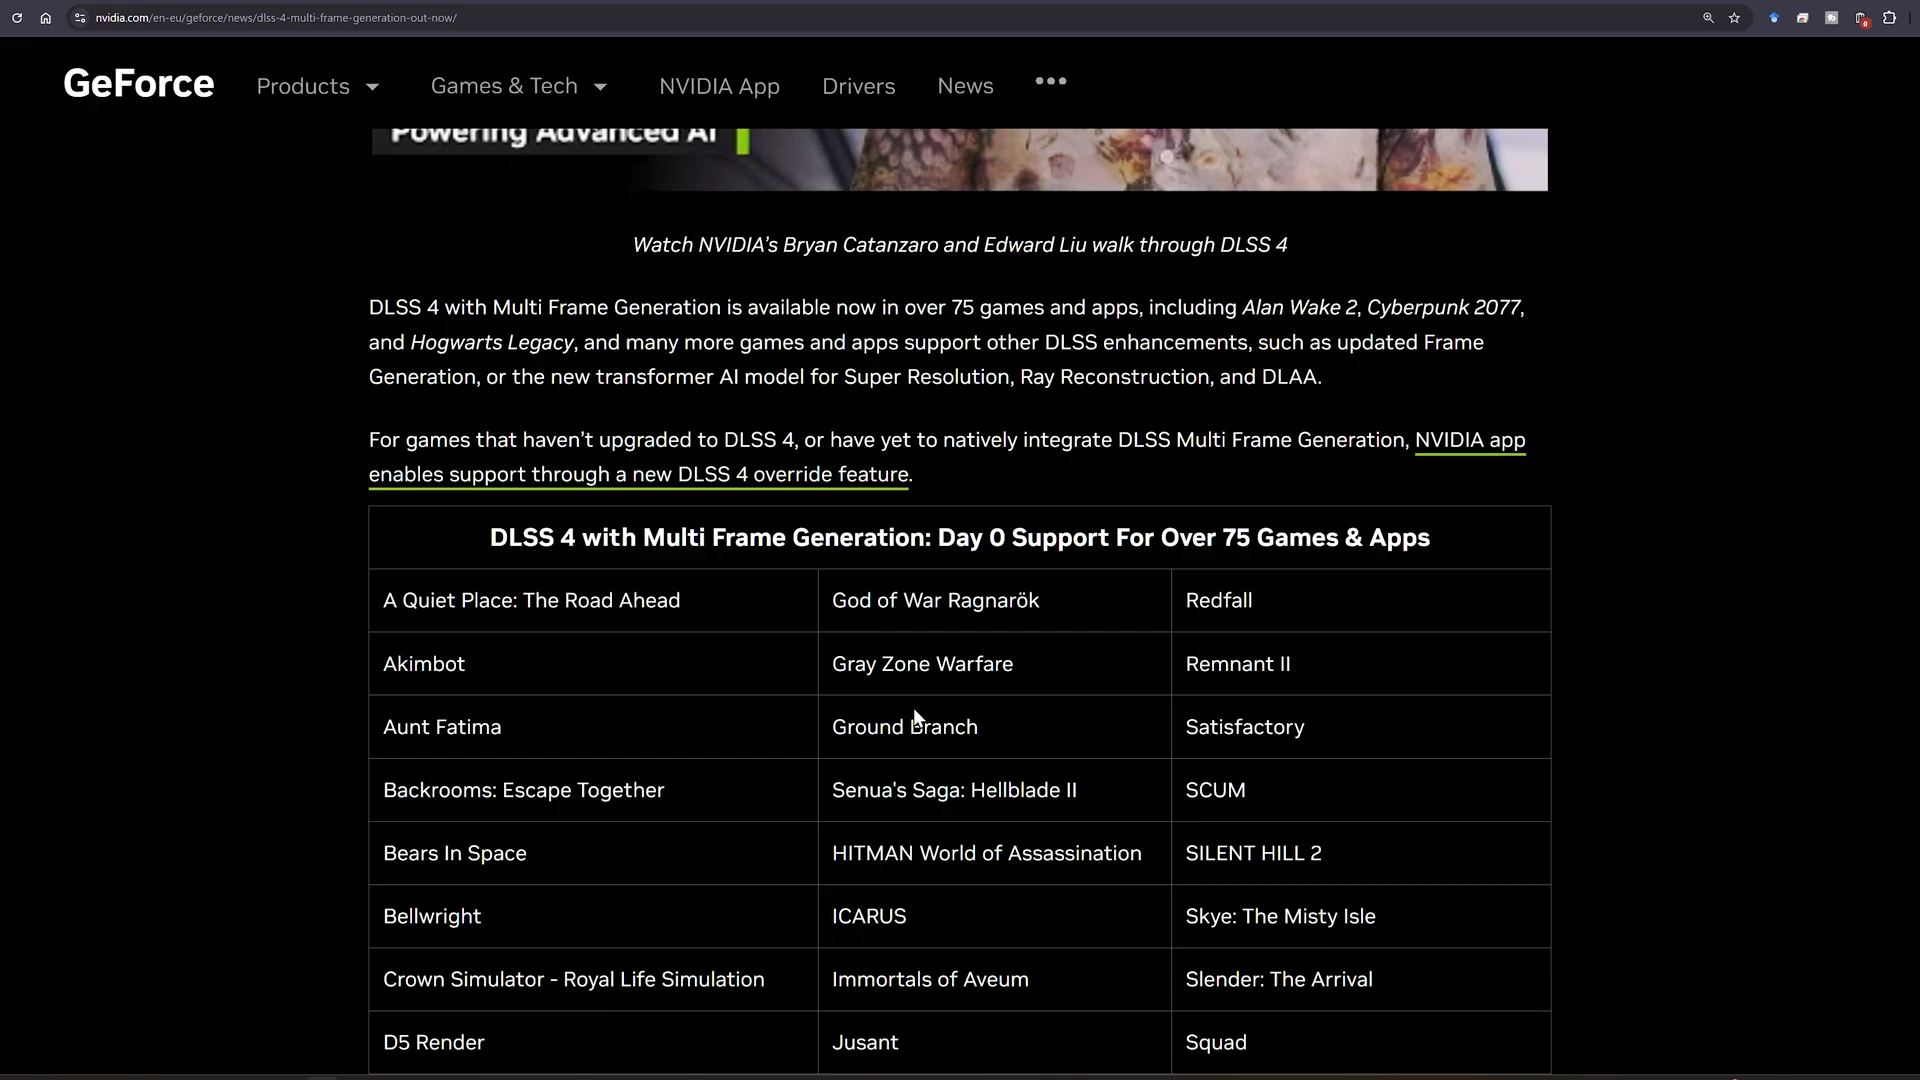 nvidia.com/en-eu/geforce/news/dlss-4-multi-frame-generation-out-now/
0
GeForce
Products
Games & Tech
NVIDIA App
Drivers
News
Powering Advanced AI
Watch NVIDIA's Bryan Catanzaro and Edward Liu walk through DLSS 4
DLSS 4 with Multi Frame Generation is available now in over 75 games and apps, including Alan Wake 2, Cyberpunk 2077,
and Hogwarts Legacy, and many more games and apps support other DLSS enhancements, such as updated Frame
Generation, or the new transformer AI model for Super Resolution, Ray Reconstruction, and DLAA.
For games that haven't upgraded to DLSS 4, or have yet to natively integrate DLSS Multi Frame Generation, NVIDIA app
enables support through a new DLSS 4 override feature.
DLSS 4 with Multi Frame Generation: Day 0 Support For Over 75 Games & Apps
A Quiet Place: The Road Ahead
God of War Ragnarök
Redfall
Akimbot
Gray Zone Warfare
Remnant II
Aunt Fatima
Ground Branch
Satisfactory
Backrooms: Escape Together
Senua's Saga: Hellblade II
SCUM
Bears In Space
HITMAN World of Assassination
SILENT HILL 2
Bellwright
ICARUS
Skye: The Misty Isle
Crown Simulator - Royal Life Simulation
Immortals of Aveum
Slender: The Arrival
D5 Render
Jusant
Squad